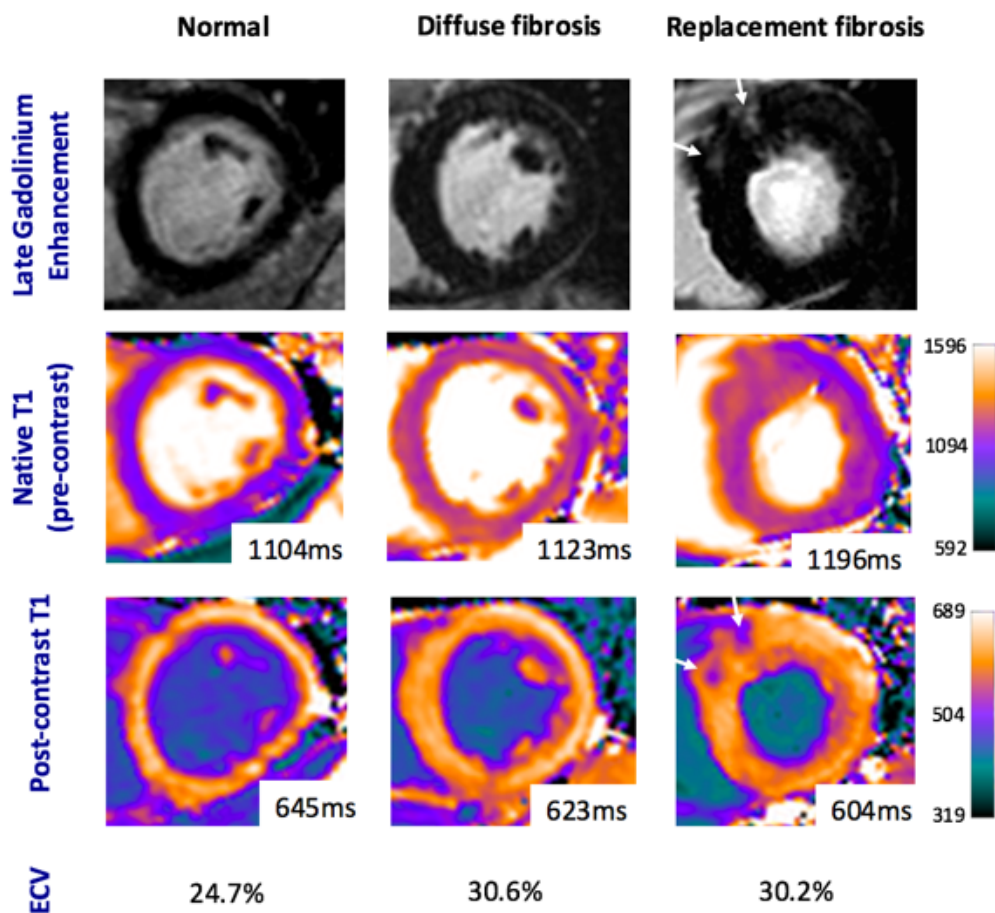 Normal
Diffuse fibrosis
Replacement fibrosis
Late Gadolinium
Enhancement
Native T1
(pre-contrast)
1104ms
1123ms
1196ms
1596
1094
592
Post-contrast T1
645ms
623ms
604ms
689
504
319
ECV
24.7%
30.6%
30.2%